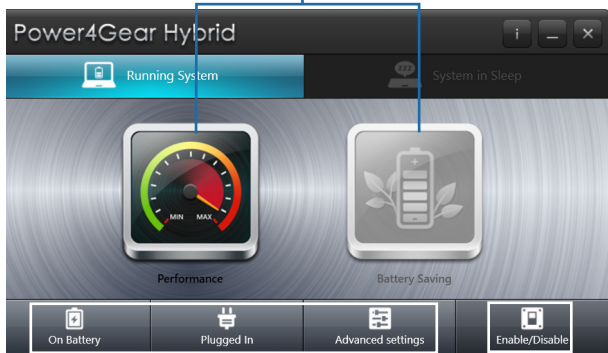 Power4Gear Hybrid
i
Running System
zzz
System in Sleep
MIN MAX
Performance
Battery Saving
On Battery
Plugged In
Advanced settings
Enable/Disable